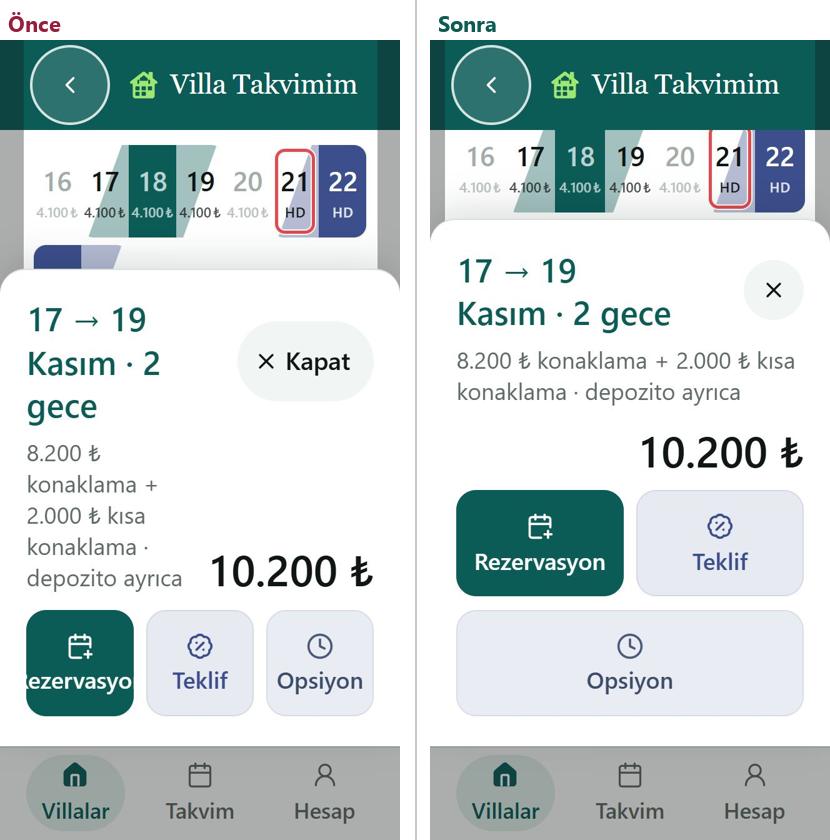 Önce
Villa Takvimim
16 17 18 19 20 21 22
4.100 ₺ 4.100 ₺ 4.100 ₺ 4.100 ₺ 4.100 ₺ HD HD
17 → 19
Kasım · 2
gece
Kapat
8.200 ₺
konaklama +
2.000 ₺ kısa
konaklama ·
depozito ayrıca
10.200 ₺
ezervasyo
Teklif
Opsiyon
Villalar
Takvim
Hesap
Sonra
Villa Takvimim
16 17 18 19 20 21 22
4.100 ₺ 4.100 ₺ 4.100 ₺ 4.100 ₺ 4.100 ₺ HD HD
17 → 19
Kasım · 2 gece
8.200 ₺ konaklama + 2.000 ₺ kısa
konaklama · depozito ayrıca
10.200 ₺
Rezervasyon
Teklif
Opsiyon
Villalar
Takvim
Hesap